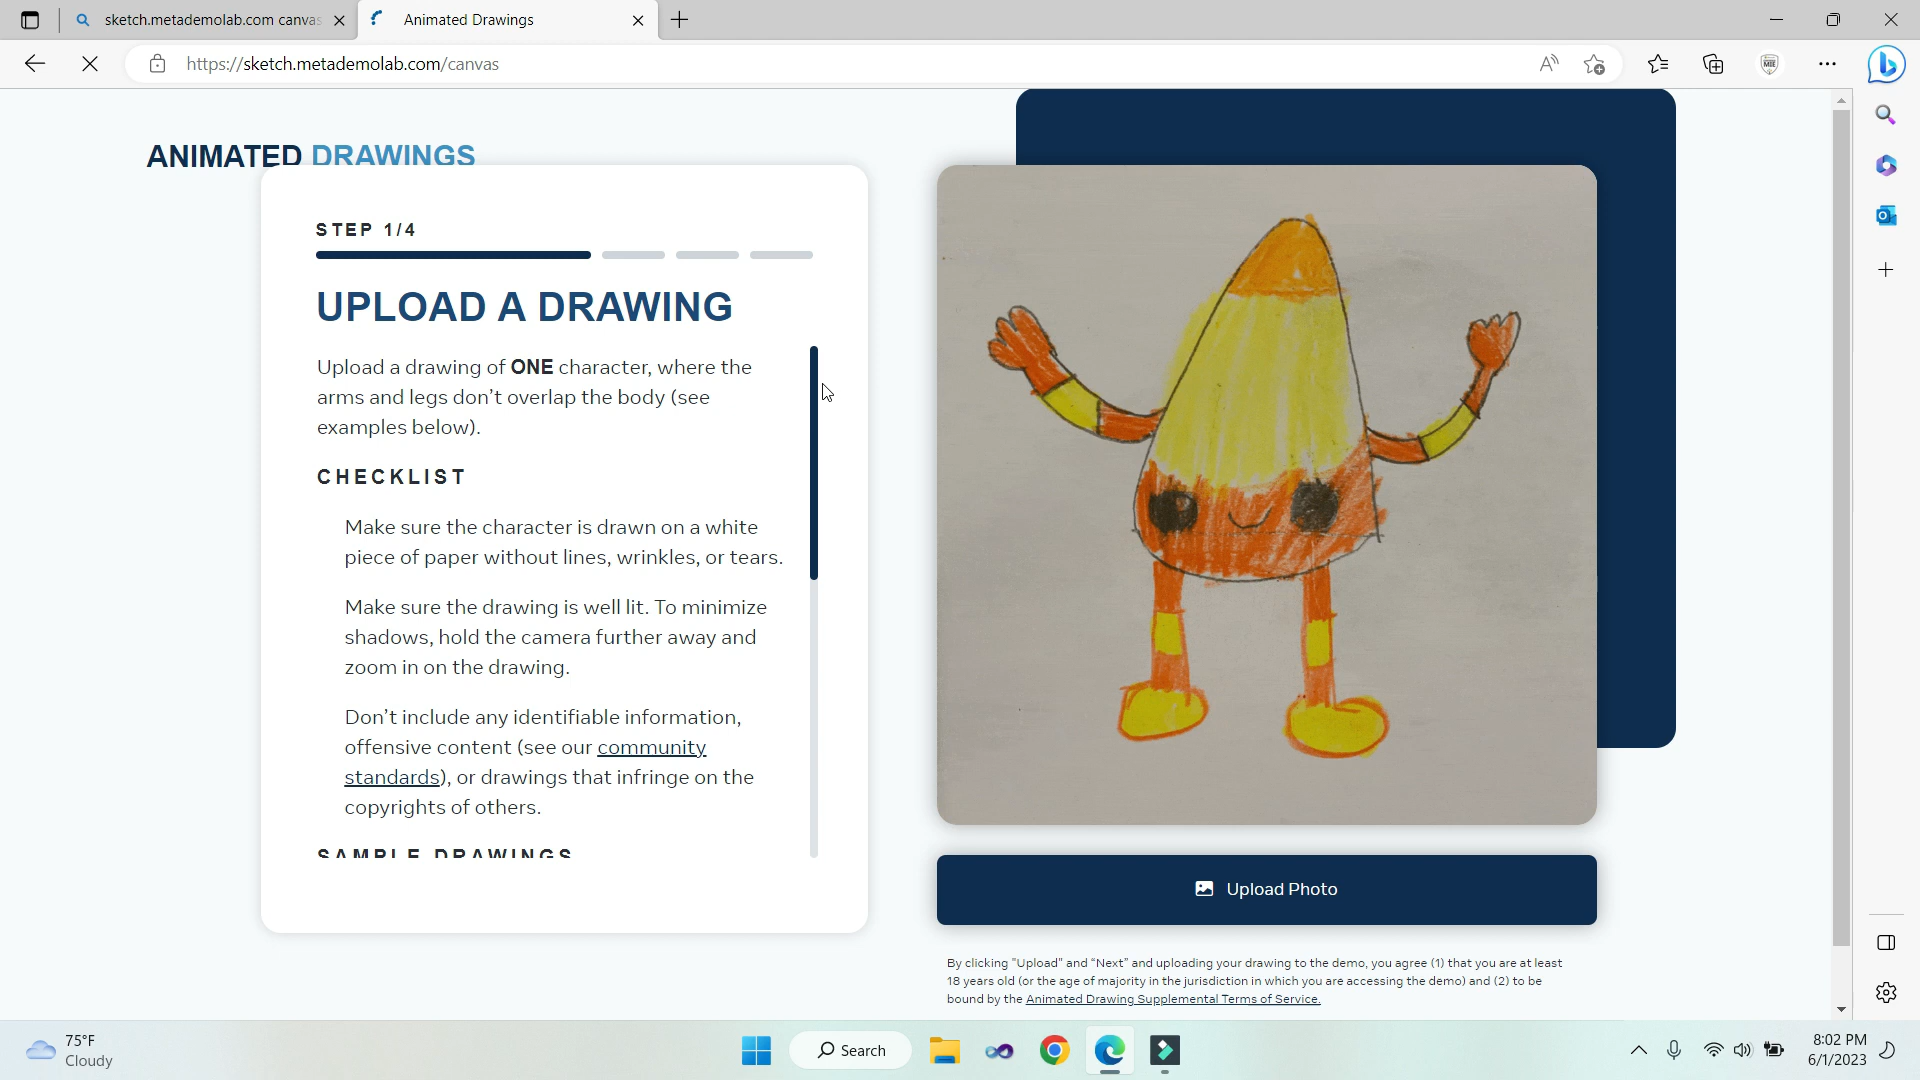 sketch.metademolab.com canvas
Animated Drawings
https://sketch.metademolab.com/canvas
ANIMATED DRAWINGS
STEP 1/4
UPLOAD A DRAWING
Upload a drawing of ONE character, where the
arms and legs don’t overlap the body (see
examples below).
CHECKLIST
Make sure the character is drawn on a white
piece of paper without lines, wrinkles, or tears.
Make sure the drawing is well lit. To minimize
shadows, hold the camera further away and
zoom in on the drawing.
Don’t include any identifiable information,
offensive content (see our community
standards), or drawings that infringe on the
copyrights of others.
SAMPLE DRAWINGS
Upload Photo
By clicking "Upload" and “Next” and uploading your drawing to the demo, you agree (1) that you are at least
18 years old (or the age of majority in the jurisdiction in which you are accessing the demo) and (2) to be
bound by the Animated Drawing Supplemental Terms of Service.
75°F
Cloudy
Search
8:02 PM
6/1/2023